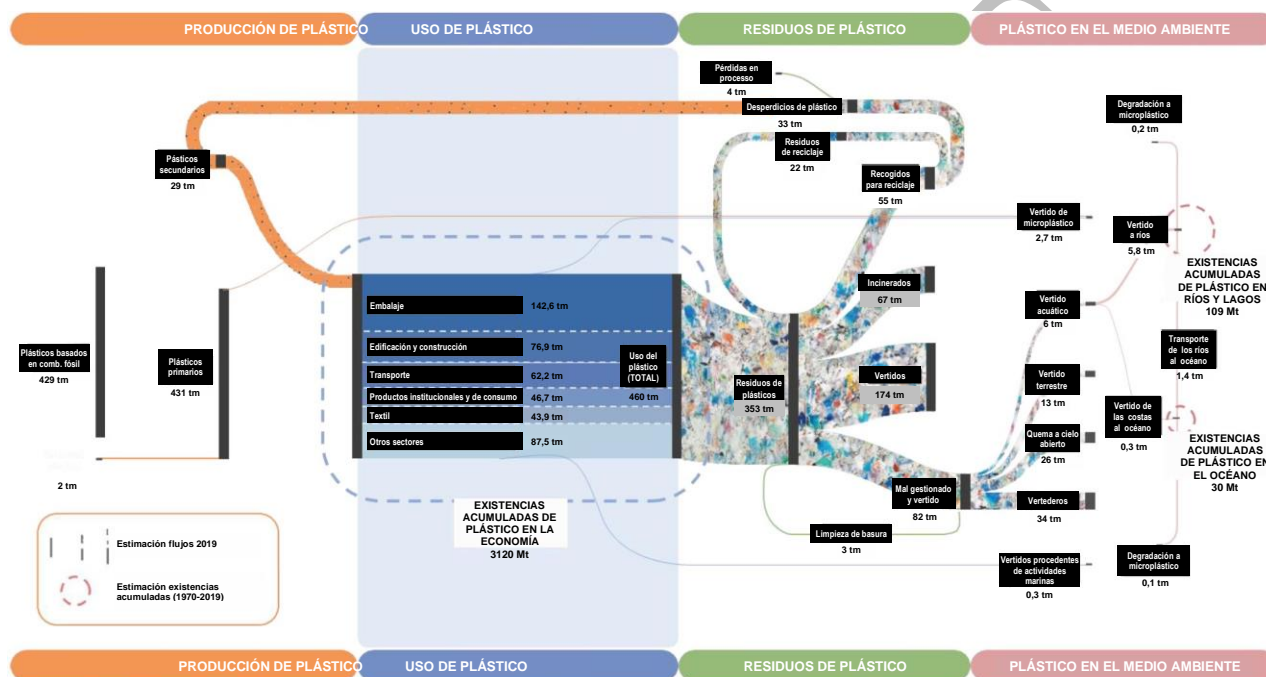 PRODUCCIÓN DE PLÁSTICO
USO DE PLÁSTICO
RESIDUOS DE PLÁSTICO
PLÁSTICO EN EL MEDIO AMBIENTE
Pérdidas en
proceso
4 tm
Desperdicios de plástico
33 tm
Residuos
de reciclaje
22 tm
Recogidos
para reciclaje
55 tm
Degradación a
microplástico
0,2 tm
Pásticos
secundarios
29 tm
Vertido de
microplástico
2,7 tm
Vertido
a ríos
5,8 tm
EXISTENCIAS
ACUMULADAS
DE PLÁSTICO EN
RÍOS Y LAGOS
109 Mt
Plásticos basados
en comb. fósil
429 tm
Plásticos
primarios
431 tm
2 tm
Embalaje
142,6 tm
Edificación y construcción
76,9 tm
Transporte
62,2 tm
Productos institucionales y de consumo
46,7 tm
Textil
43,9 tm
Otros sectores
87,5 tm
Uso del
plástico
(TOTAL)
460 tm
Residuos de
plásticos
353 tm
Incinerados
67 tm
Vertidos
174 tm
Mal gestionado
y vertido
82 tm
Limpieza de basura
3 tm
Vertido
acuático
6 tm
Vertido
terrestre
13 tm
Quema a cielo
abierto
26 tm
Vertederos
34 tm
Transporte
de los ríos
al océano
1,4 tm
Vertido de
las costas
al océano
0,3 tm
EXISTENCIAS
ACUMULADAS
DE PLÁSTICO EN
EL OCÉANO
30 Mt
Vertidos procedentes
de actividades
marinas
0,3 tm
Degradación a
microplástico
0,1 tm
EXISTENCIAS
ACUMULADAS DE
PLÁSTICO EN LA
ECONOMÍA
3120 Mt
Estimación flujos 2019
Estimación existencias
acumuladas (1970-2019)
PRODUCCIÓN DE PLÁSTICO
USO DE PLÁSTICO
RESIDUOS DE PLÁSTICO
PLÁSTICO EN EL MEDIO AMBIENTE